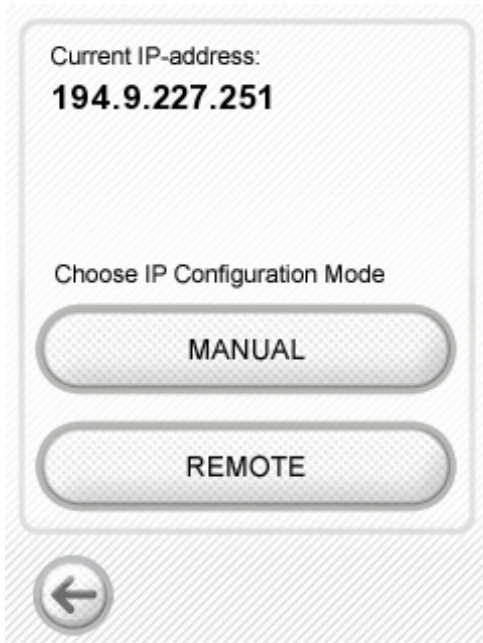 Current IP-address:
194.9.227.251
Choose IP Configuration Mode
MANUAL
REMOTE